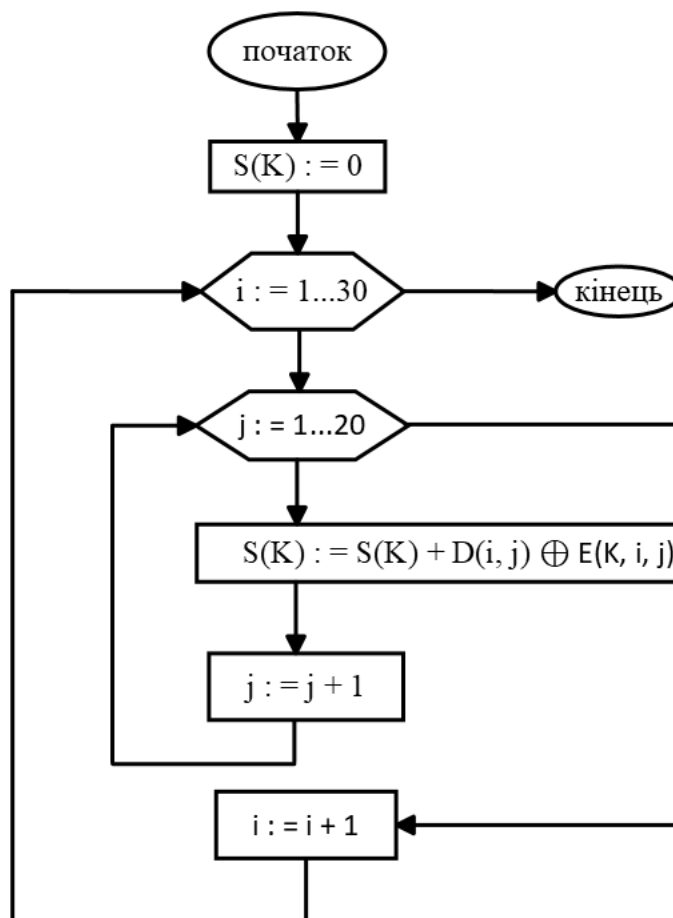 початок
S(K) : = 0
i : = 1...30
кінець
j : = 1...20
S(K) : = S(K) + D(i, j) ⊕ E(K, i, j)
j : = j + 1
i : = i + 1